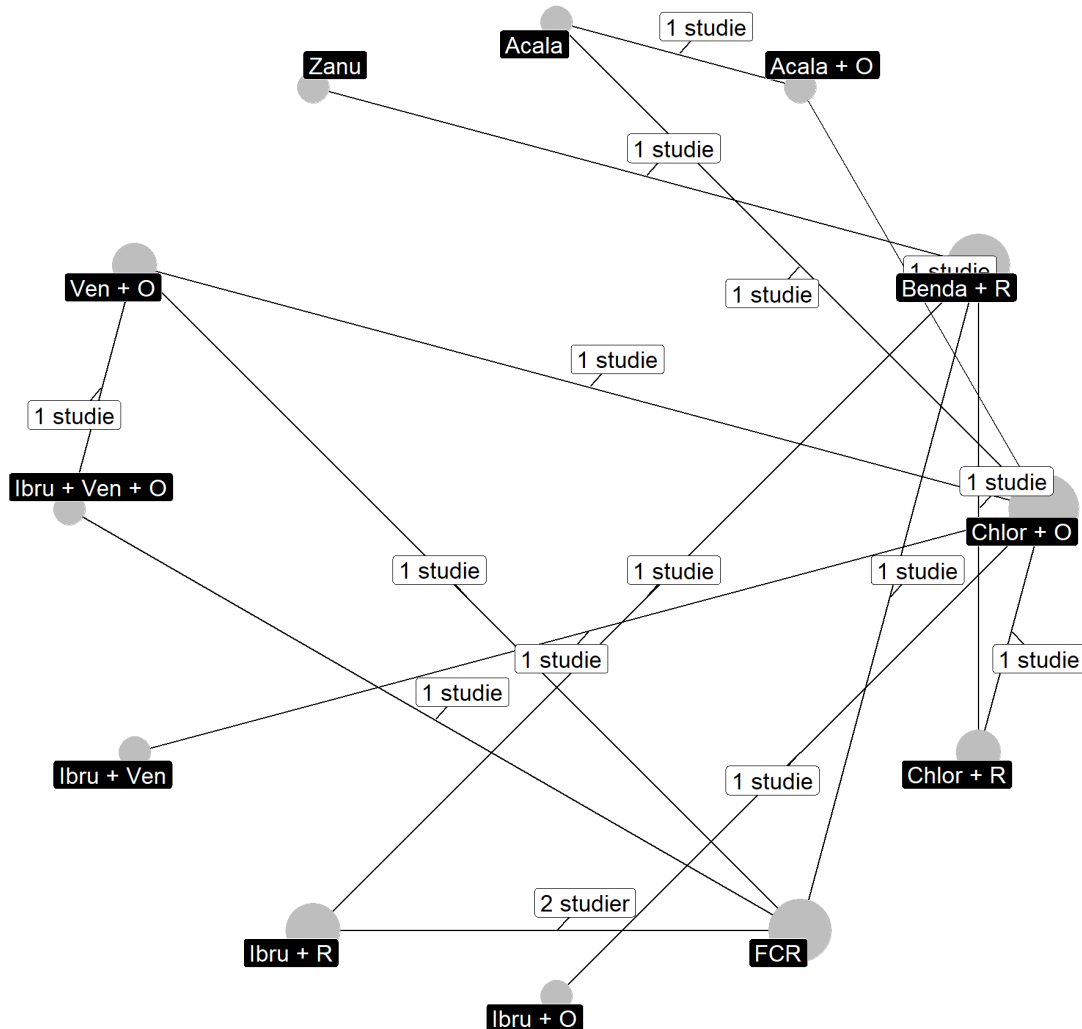 1 studie
Acala
Zanu
Acala + O
1 studie
1 studie
1 studie
Ven + O
Benda + R
1 studie
1 studie
1 studie
Ibru + Ven + O
1 studie
Chlor + O
1 studie
1 studie
1 studie
1 studie
1 studie
1 studie
Ibru + Ven
1 studie
Chlor + R
2 studier
Ibru + R
FCR
Ibru + O